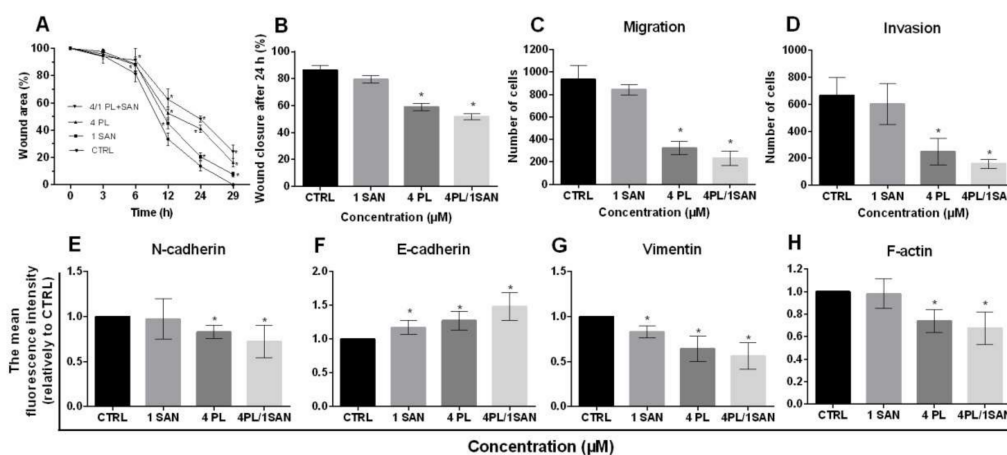 A
Wound area (%)
100
80
60
40
20
0
4/1 PL+SAN
4 PL
1 SAN
CTRL
0 3 6 12 24 29
Time (h)
B
Wound closure after 24 h (%)
100
80
60
40
20
0
CTRL 1 SAN 4 PL 4PL/1SAN
Concentration (µM)
C
Migration
Number of cells
1000
800
600
400
200
0
CTRL 1 SAN 4 PL 4PL/1SAN
Concentration (µM)
D
Invasion
Number of cells
1000
800
600
400
200
0
CTRL 1 SAN 4 PL 4PL/1SAN
Concentration (µM)
The mean
fluorescence intensity
(relatively to CTRL)
E
N-cadherin
1.5
1.0
0.5
0.0
CTRL 1 SAN 4 PL 4PL/1SAN
F
E-cadherin
2.0
1.5
1.0
0.5
0.0
CTRL 1 SAN 4 PL 4PL/1SAN
G
Vimentin
1.5
1.0
0.5
0.0
CTRL 1 SAN 4 PL 4PL/1SAN
H
F-actin
1.2
1.0
0.8
0.6
0.4
0.2
0.0
CTRL 1 SAN 4 PL 4PL/1SAN
Concentration (µM)